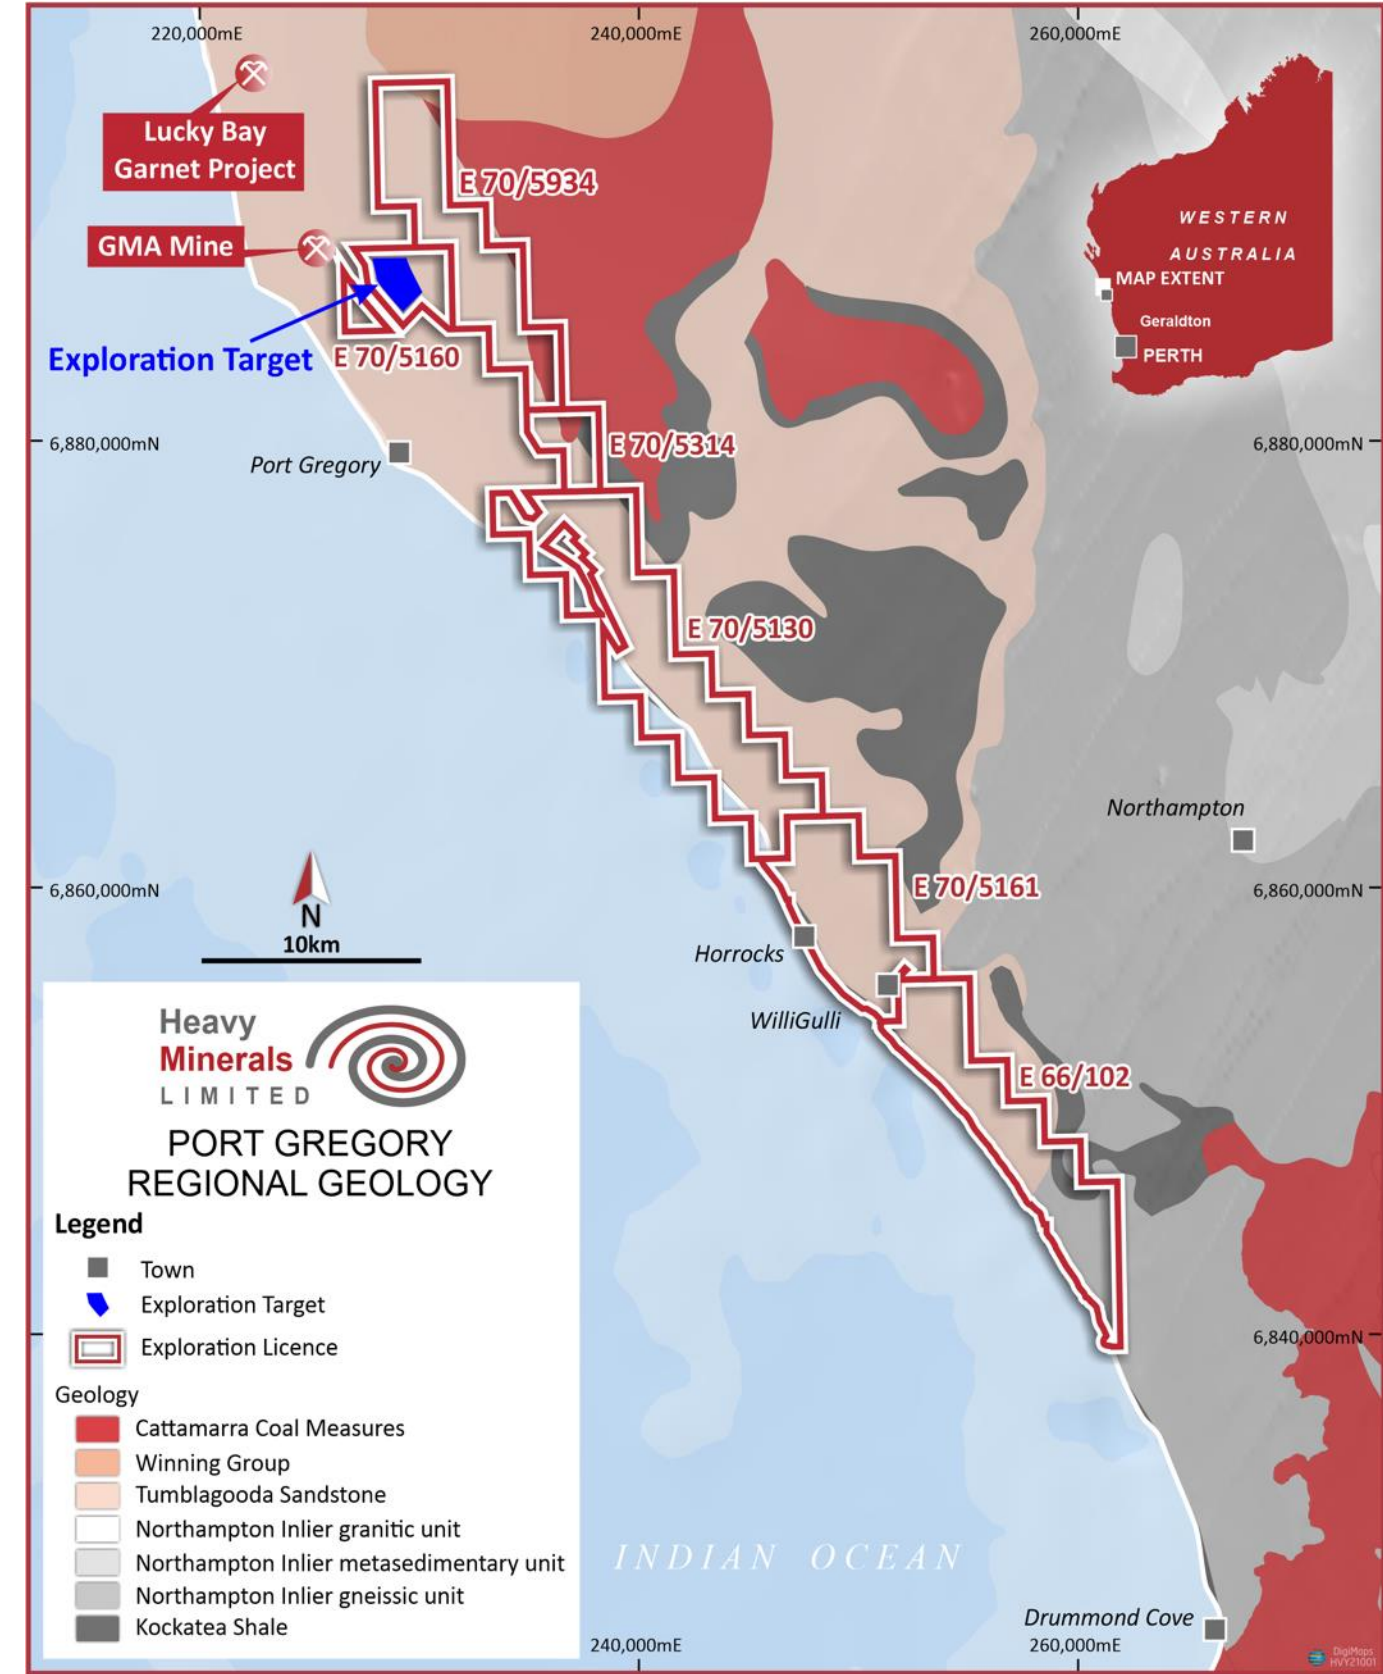 220,000mE
240,000mE
260,000mE
Lucky Bay
Garnet Project
E 70/5934
WESTERN
AUSTRALIA
GMA Mine
MAP EXTENT
Geraldton
PERTH
Exploration Target
E 70/5160
6,880,000mN
E 70/5314
6,880,000mN
Port Gregory
E 70/5130
Northampton
6,860,000mN
E 70/5161
6,860,000mN
N
10km
Horrocks
WilliGulli
Heavy
Minerals
LIMITED
E 66/102
PORT GREGORY
REGIONAL GEOLOGY
Legend
Town
Exploration Target
Exploration Licence
6,840,000mN
Geology
Cattamarra Coal Measures
Winning Group
Tumblagooda Sandstone
Northampton Inlier granitic unit
Northampton Inlier metasedimentary unit
Northampton Inlier gneissic unit
Kockatea Shale
INDIAN OCEAN
Drummond Cove
240,000mE
260,000mE
DigiMaps
HVY21001